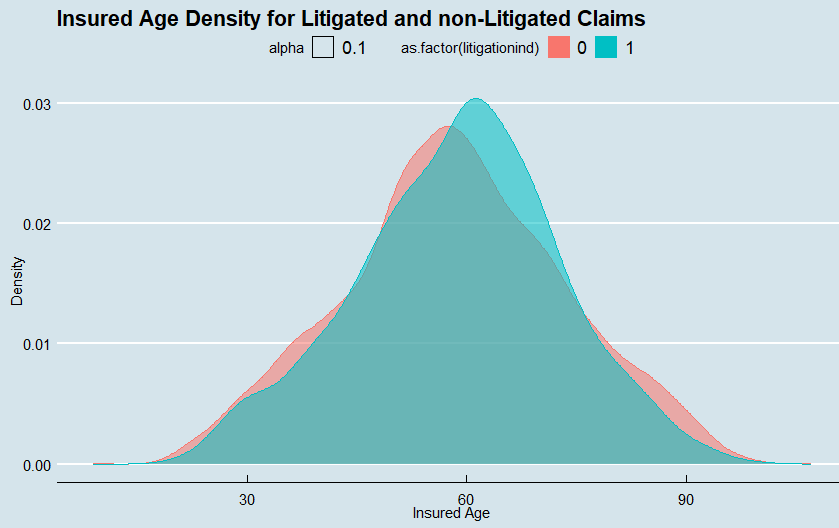 Insured Age Density for Litigated and non-Litigated Claims
alpha 0.1 as.factor(litigationind) 0 1
0.03
0.02
0.01
0.00
Density
30 60 90
Insured Age